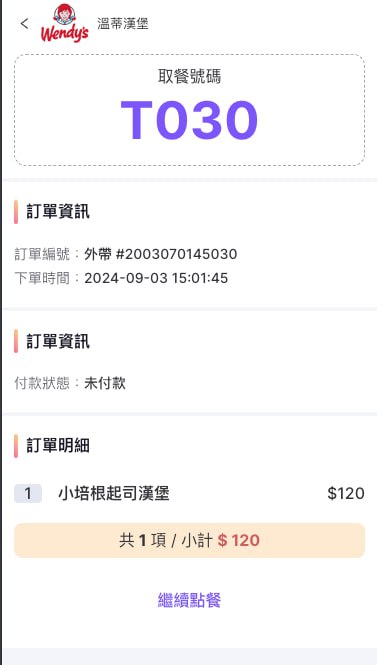 Wendy's 溫蒂漢堡
取餐號碼
T030
訂單資訊
訂單編號：外帶 #2003070145030
下單時間：2024-09-03 15:01:45
訂單資訊
付款狀態：未付款
訂單明細
1 小培根起司漢堡 $120
共 1 項 / 小計 $ 120
繼續點餐